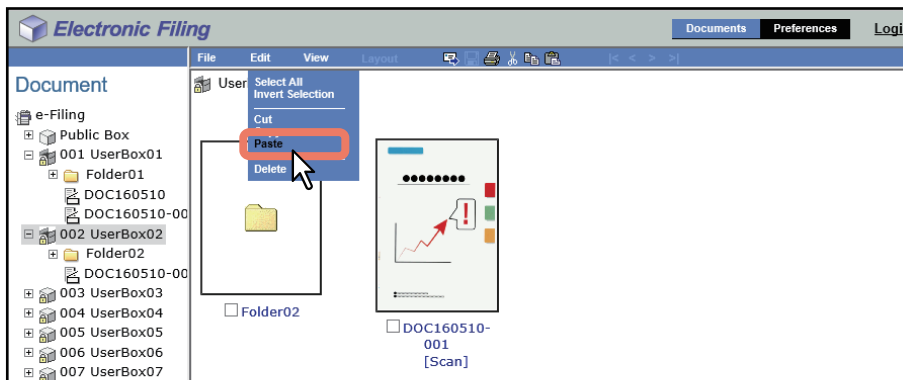 Electronic Filing
Documents Preferences Logi
File Edit View Layout |< < > >|
Document
e-Filing
Public Box
001 UserBox01
Folder01
DOC160510
DOC160510-00
002 UserBox02
Folder02
DOC160510-00
003 UserBox03
004 UserBox04
005 UserBox05
006 UserBox06
007 UserBox07
User
Select All
Invert Selection
Cut
Paste
Delete
!
Folder02
DOC160510-
001
[Scan]